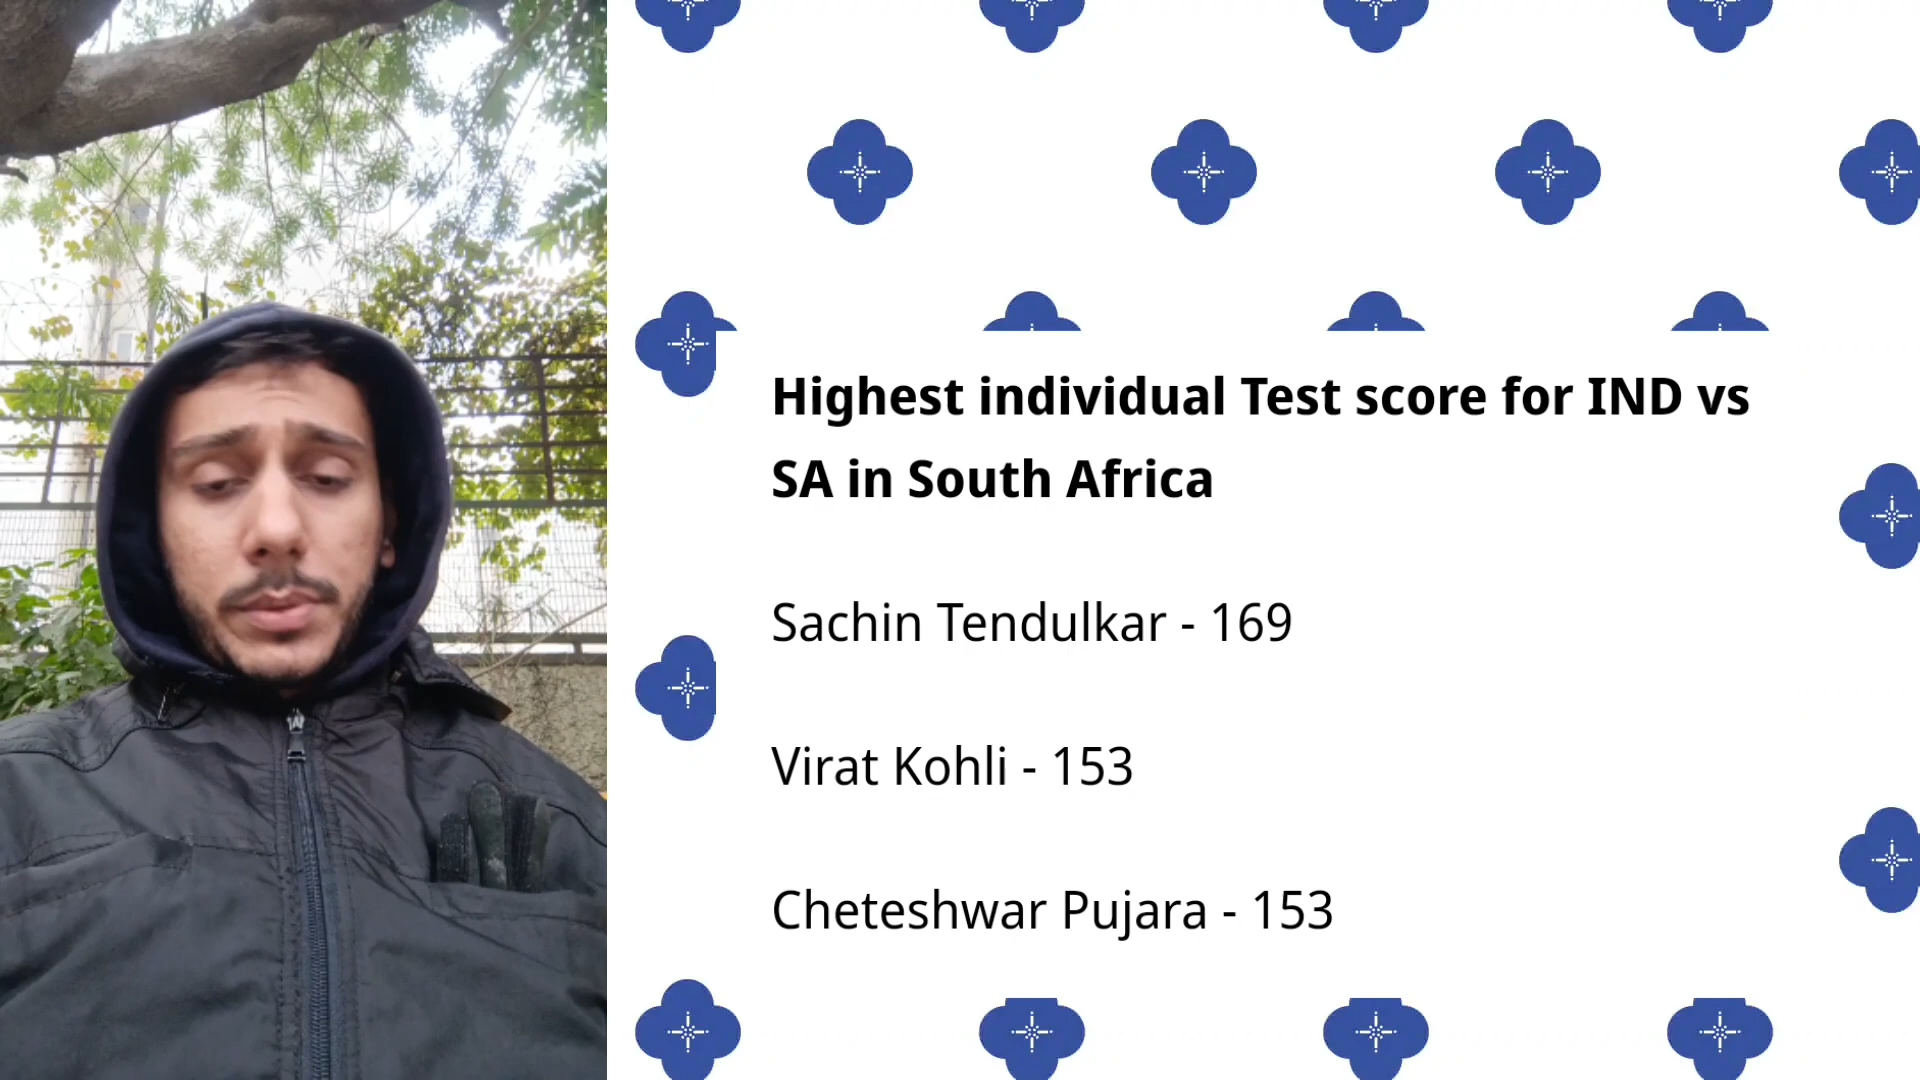 Highest individual Test score for IND vs
SA in South Africa
Sachin Tendulkar - 169
Virat Kohli - 153
Cheteshwar Pujara - 153